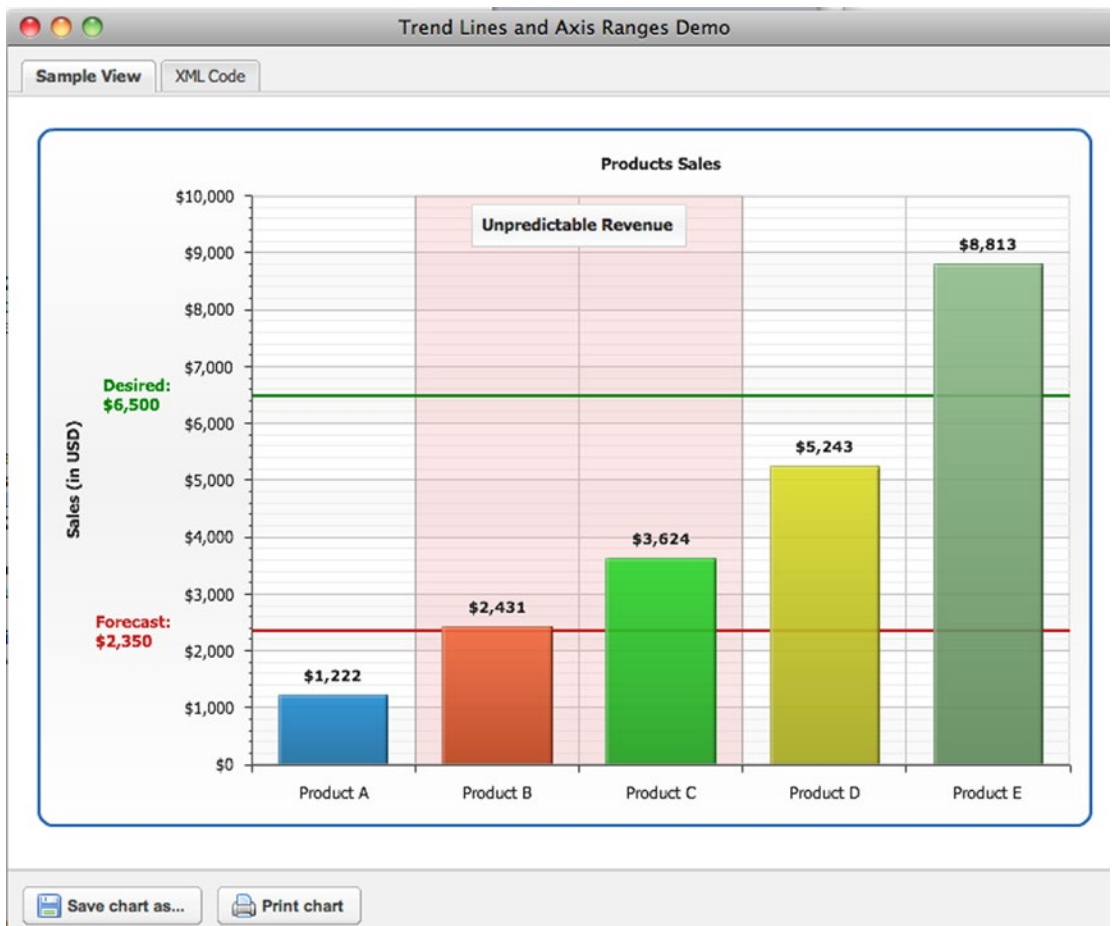 Trend Lines and Axis Ranges Demo
Sample View
XML Code
Products Sales
Unpredictable Revenue
$10,000
$9,000
$8,000
$7,000
$6,000
$5,000
$4,000
$3,000
$2,000
$1,000
$0
Desired:
$6,500
Forecast:
$2,350
Sales (in USD)
$1,222
$2,431
$3,624
$5,243
$8,813
Product A
Product B
Product C
Product D
Product E
Save chart as...
Print chart